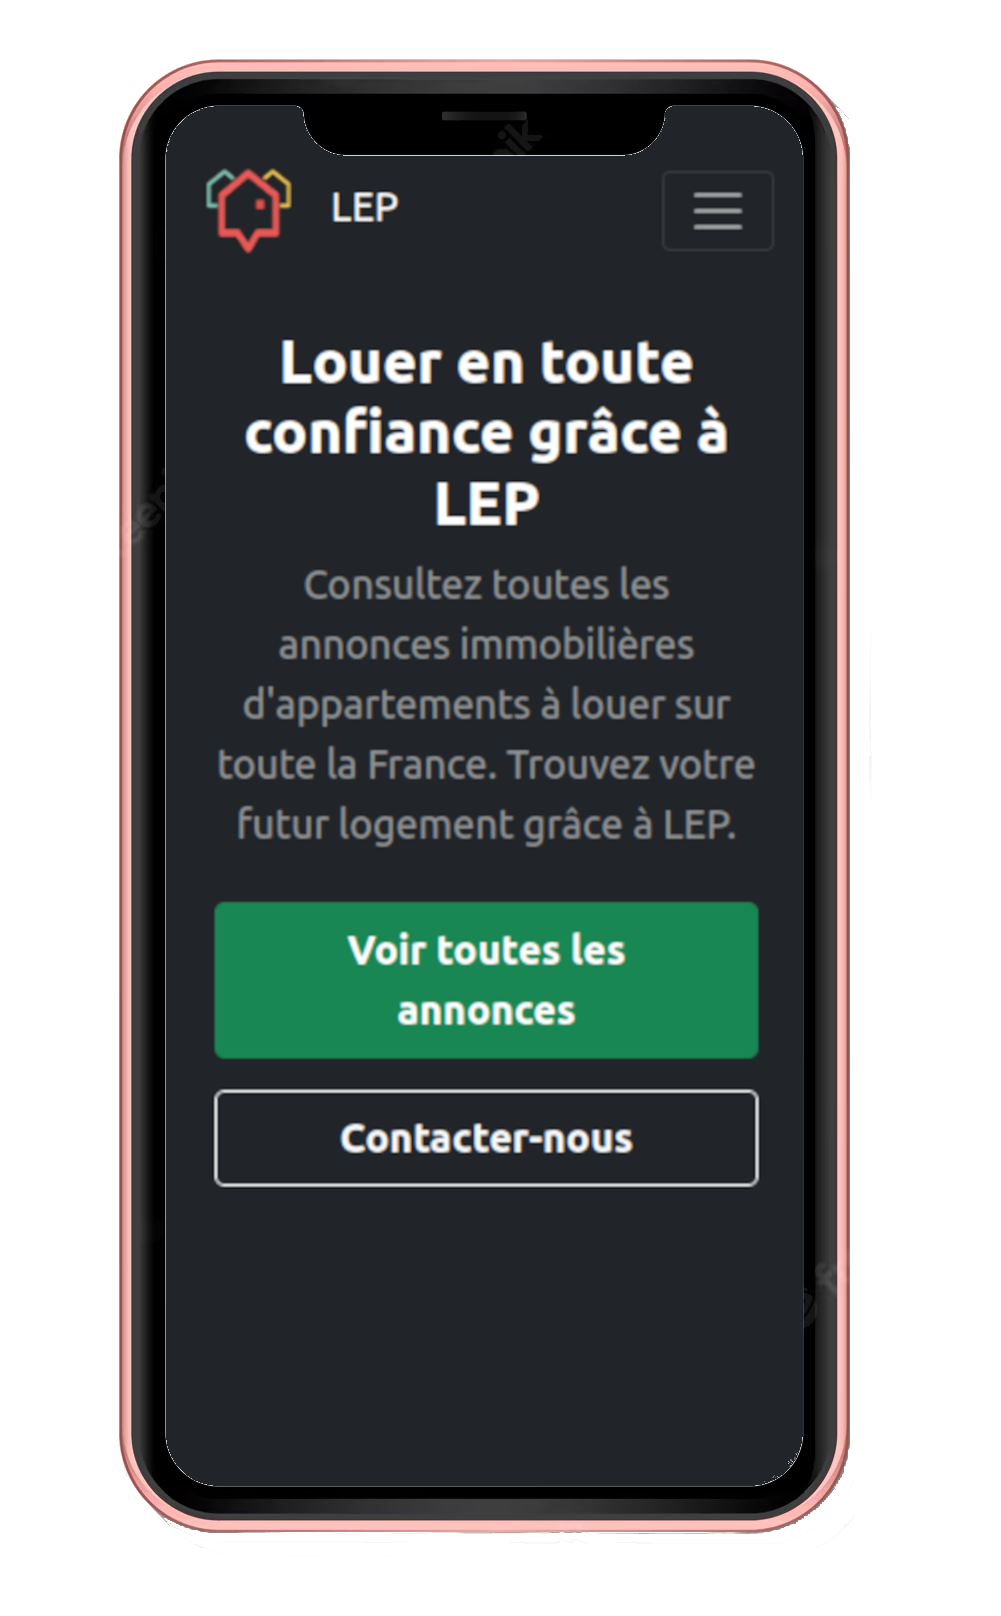 LEP
Louer en toute
confiance grâce à
LEP
Consultez toutes les
annonces immobilières
d'appartements à louer sur
toute la France. Trouvez votre
futur logement grâce à LEP.
Voir toutes les
annonces
Contacter-nous